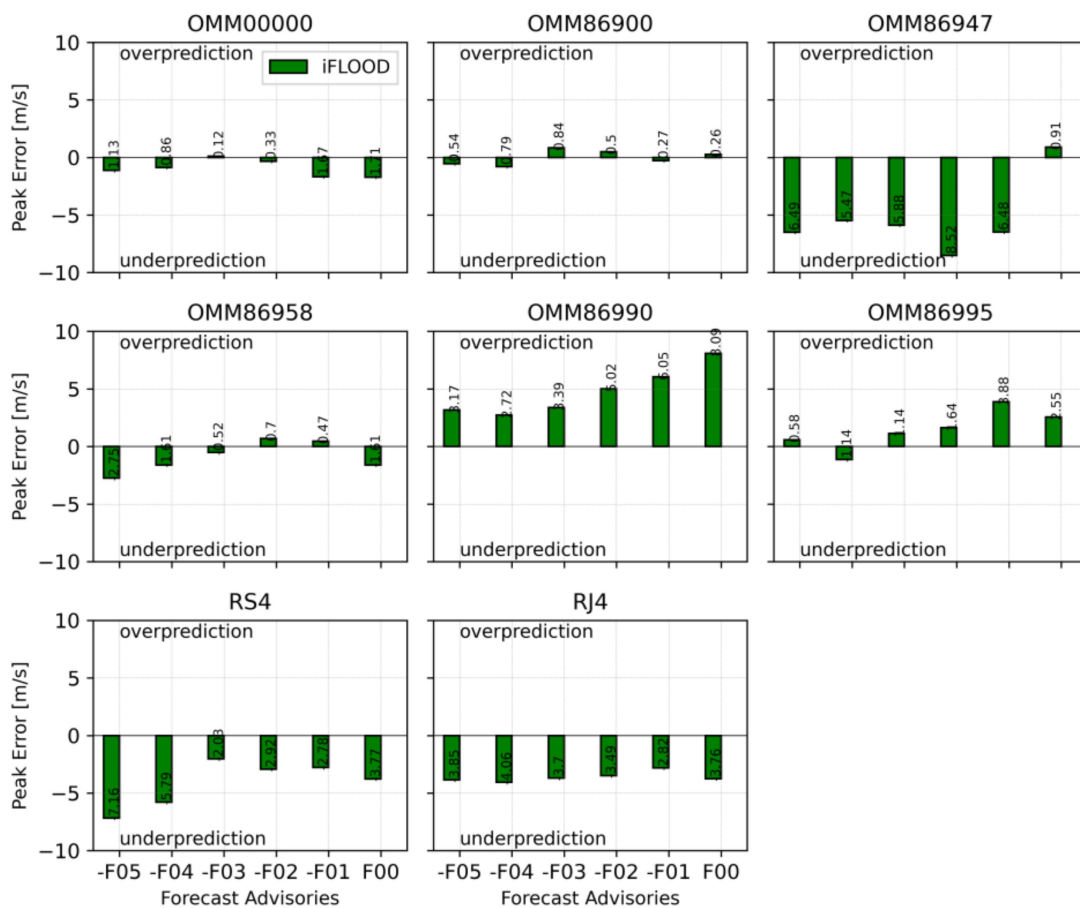 OMM00000
OMM86900
OMM86947
10
5
0
−5
−10
Peak Error [m/s]
overprediction
iFLOOD
1.13
0.86
0.12
0.33
1.67
1.71
underprediction
overprediction
0.54
0.79
0.84
0.5
0.27
0.26
underprediction
overprediction
6.49
5.47
5.88
8.52
6.48
0.91
underprediction
OMM86958
OMM86990
OMM86995
10
5
0
−5
−10
Peak Error [m/s]
overprediction
2.75
1.61
0.52
0.7
0.47
1.61
underprediction
overprediction
3.17
2.72
3.39
5.02
6.05
8.09
underprediction
overprediction
0.58
1.14
1.14
1.64
3.88
2.55
underprediction
RS4
RJ4
10
5
0
−5
−10
Peak Error [m/s]
overprediction
7.16
5.79
2.03
2.92
2.78
3.77
underprediction
overprediction
3.85
4.06
3.7
3.49
2.82
3.76
underprediction
-F05 -F04 -F03 -F02 -F01 F00
-F05 -F04 -F03 -F02 -F01 F00
Forecast Advisories
Forecast Advisories